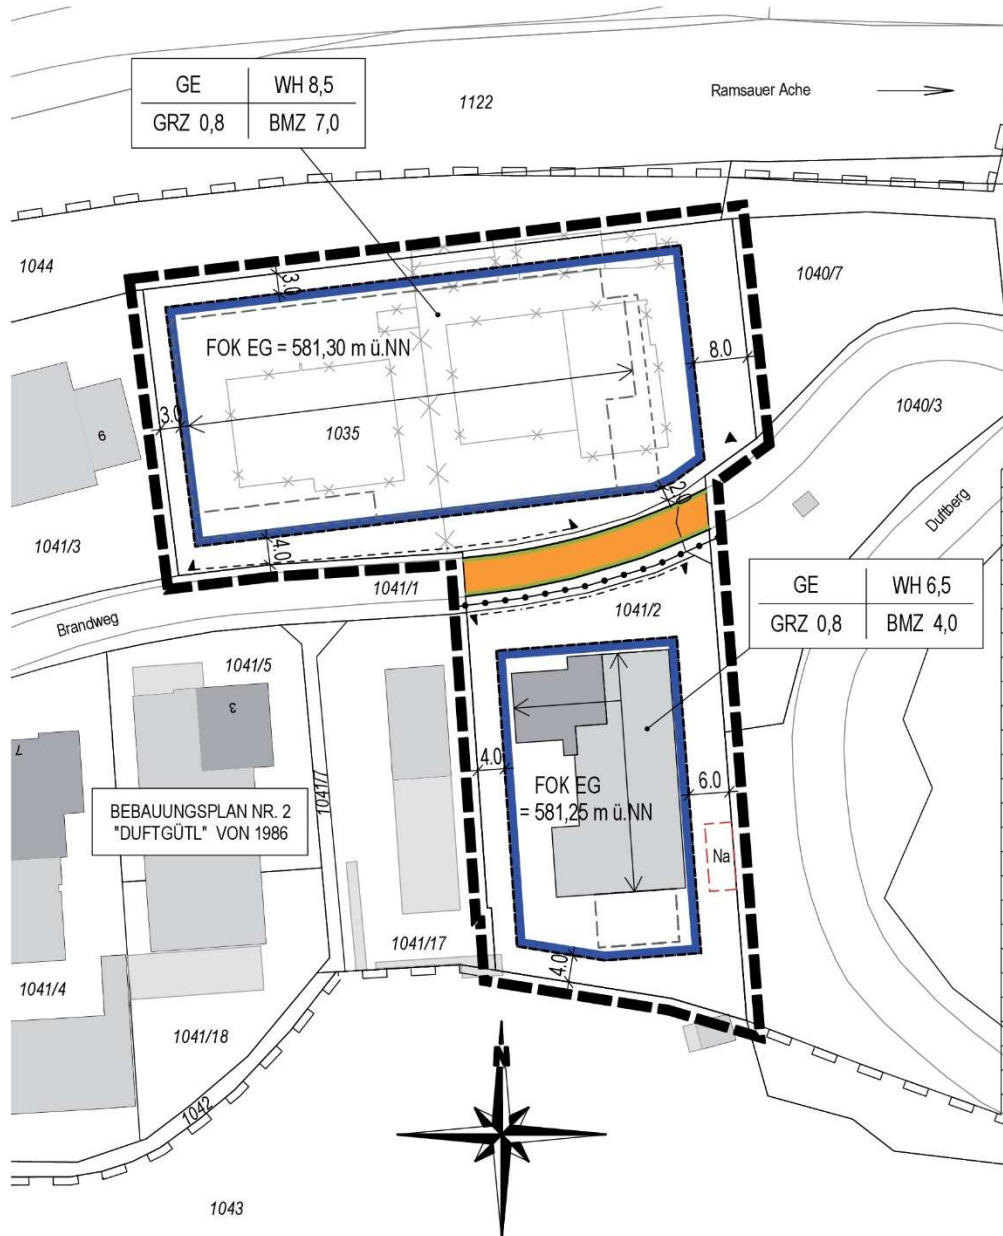 GE WH 8,5
GRZ 0,8 BMZ 7,0
1122
Ramsauer Ache
1044
3.0
1040/7
FOK EG = 581,30 m ü.NN
8.0
1040/3
3.0
1035
9
2.0
Duftberg
1041/3
4.0
1041/1
GE WH 6,5
GRZ 0,8 BMZ 4,0
1041/2
Brandweg
1041/5
3
7
4.0
6.0
FOK EG
= 581,25 m ü.NN
1041/7
BEBAUUNGSPLAN NR. 2
"DUFTGÜTL" VON 1986
Na
1041/17
4.0
1041/4
1041/18
N
1042
1043